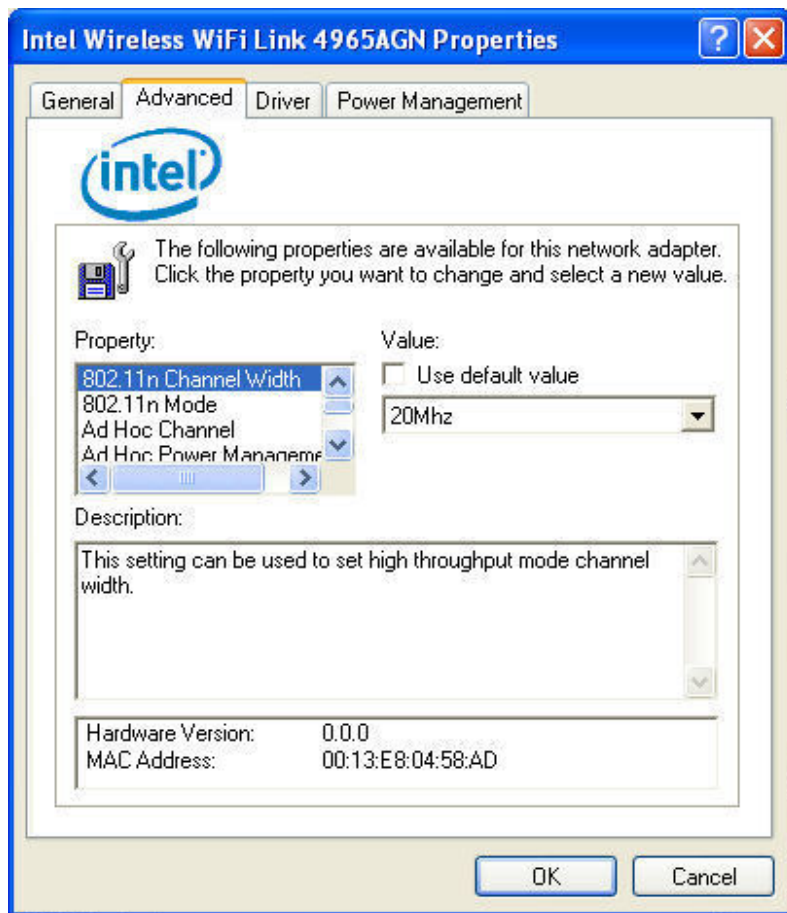 Intel Wireless WiFi Link 4965AGN Properties
General Advanced Driver Power Management
intel
The following properties are available for this network adapter.
Click the property you want to change and select a new value.
Property:
802.11n Channel Width
802.11n Mode
Ad Hoc Channel
Ad Hoc Power Manageme
Value:
Use default value
20Mhz
Description:
This setting can be used to set high throughput mode channel
width.
Hardware Version: 0.0.0
MAC Address: 00:13:E8:04:58:AD
OK Cancel